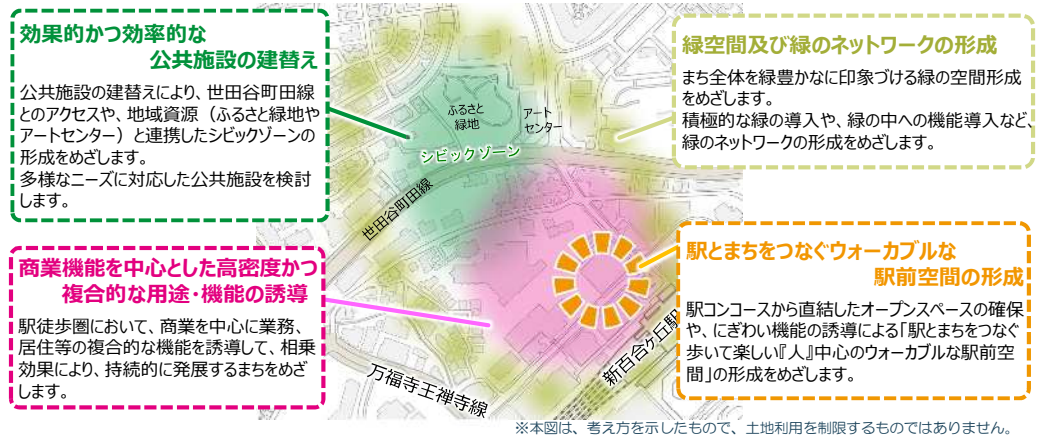 効果的かつ効率的な
公共施設の建替え
公共施設の建替えにより、世田谷町田線
とのアクセスや、地域資源（ふるさと緑地や
アートセンター）と連携したシビックゾーンの
形成をめざします。
多様なニーズに対応した公共施設を検討
します。
商業機能を中心とした高密度かつ
複合的な用途・機能の誘導
駅徒歩圏において、商業を中心に業務、
居住等の複合的な機能を誘導して、相乗
効果により、持続的に発展するまちをめざ
します。
ふるさと
緑地
アート
センター
シビックゾーン
世田谷町田線
新百合ヶ丘駅
万福寺王禅寺線
緑空間及び緑のネットワークの形成
まち全体を緑豊かに印象づける緑の空間形成
をめざします。
積極的な緑の導入や、緑の中への機能導入など、
緑のネットワークの形成をめざします。
駅とまちをつなぐウォーカブルな
駅前空間の形成
駅コンコースから直結したオープンスペースの確保
や、にぎわい機能の誘導による「駅とまちをつなぐ
歩いて楽しい『人』中心のウォーカブルな駅前空
間」の形成をめざします。
※本図は、考え方を示したもので、土地利用を制限するものではありません。